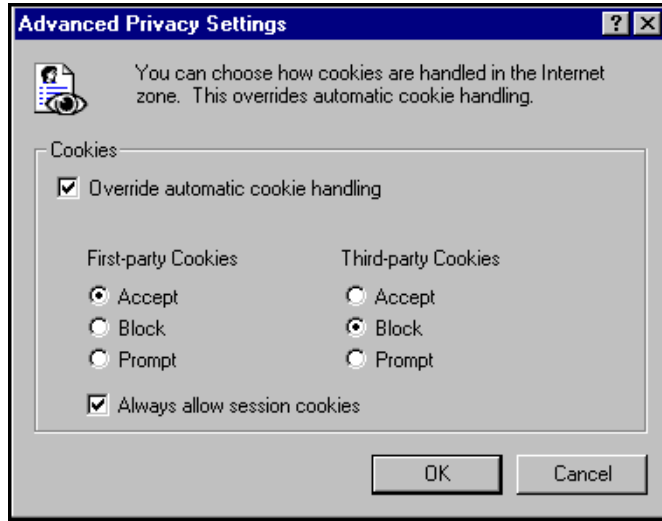 Advanced Privacy Settings
You can choose how cookies are handled in the Internet
zone. This overrides automatic cookie handling.
Cookies
Override automatic cookie handling
First-party Cookies Third-party Cookies
Accept Accept
Block Block
Prompt Prompt
Always allow session cookies
OK Cancel